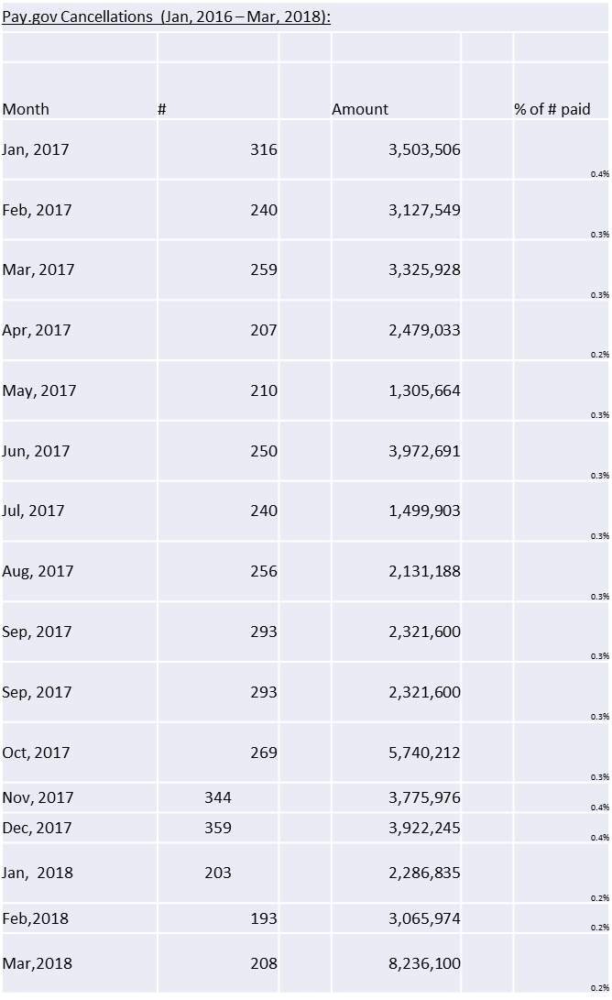 Pay.gov Cancellations (Jan, 2016 – Mar, 2018):
Month # Amount % of # paid
Jan, 2017 316 3,503,506 0.4%
Feb, 2017 240 3,127,549 0.3%
Mar, 2017 259 3,325,928 0.3%
Apr, 2017 207 2,479,033 0.2%
May, 2017 210 1,305,664 0.3%
Jun, 2017 250 3,972,691 0.3%
Jul, 2017 240 1,499,903 0.3%
Aug, 2017 256 2,131,188 0.3%
Sep, 2017 293 2,321,600 0.3%
Sep, 2017 293 2,321,600 0.3%
Oct, 2017 269 5,740,212 0.3%
Nov, 2017 344 3,775,976 0.4%
Dec, 2017 359 3,922,245 0.4%
Jan, 2018 203 2,286,835 0.2%
Feb,2018 193 3,065,974 0.2%
Mar,2018 208 8,236,100 0.2%